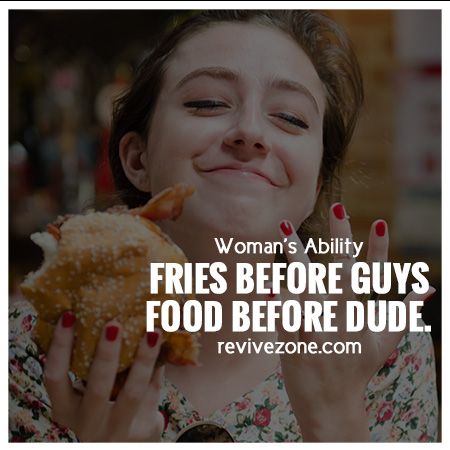 Woman's Ability
FRIES BEFORE GUYS
FOOD BEFORE DUDE.
revivezone.com